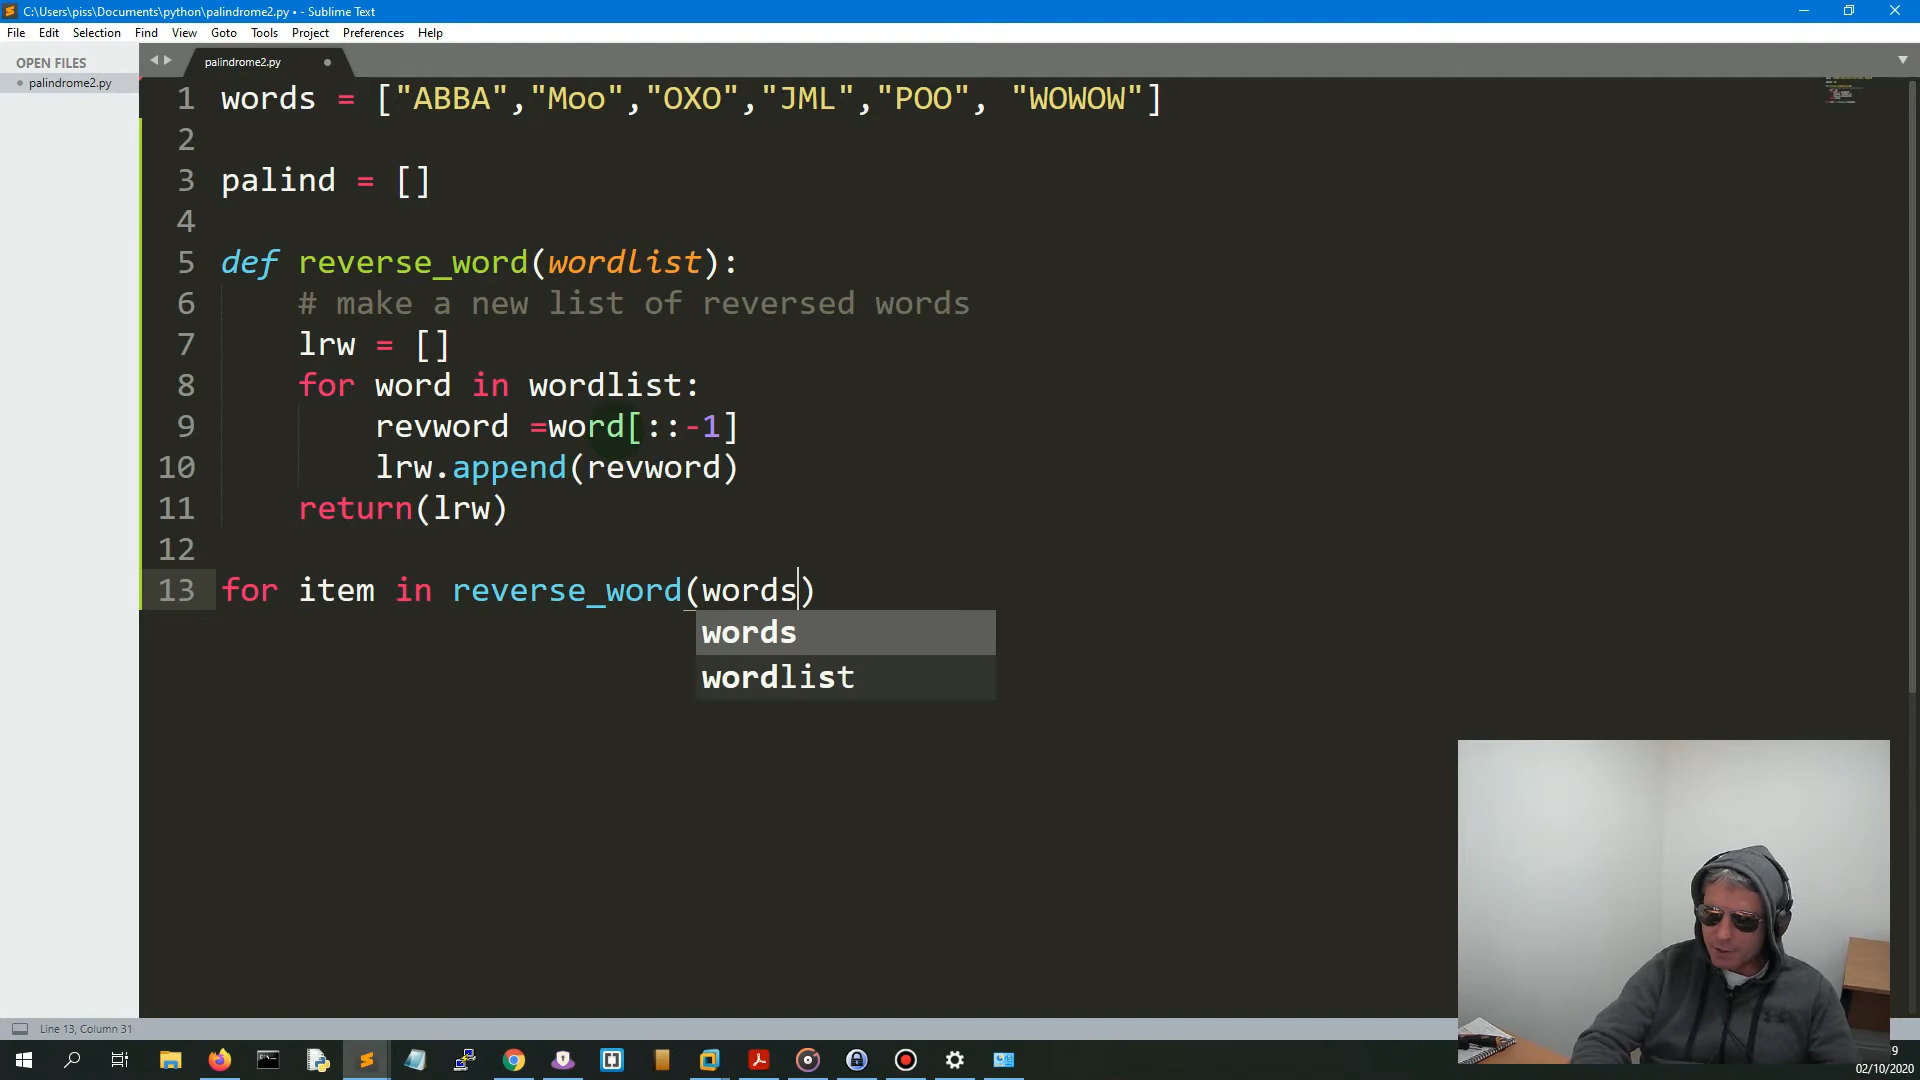 C:\Users\piss\Documents\python\palindrome2.py • - Sublime Text
File Edit Selection Find View Goto Tools Project Preferences Help
OPEN FILES
palindrome2.py
palindrome2.py
1 words = ["ABBA","Moo","OXO","JML","POO", "WOWOW"]
2
3 palind = []
4
5 def reverse_word(wordlist):
6 # make a new list of reversed words
7 lrw = []
8 for word in wordlist:
9 revword =word[::-1]
10 lrw.append(revword)
11 return(lrw)
12
13 for item in reverse_word(words)
words
wordlist
Line 13, Column 31
9
02/10/2020